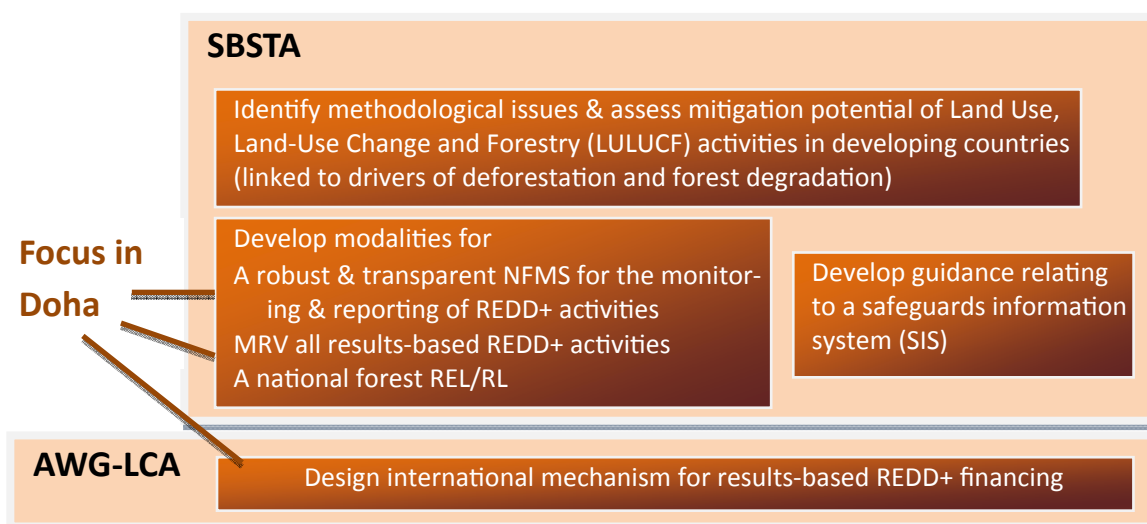 SBSTA
Identify methodological issues & assess mitigation potential of Land Use,
Land-Use Change and Forestry (LULUCF) activities in developing countries
(linked to drivers of deforestation and forest degradation)
Focus in
Doha
Develop modalities for
A robust & transparent NFMS for the monitor-
ing & reporting of REDD+ activities
MRV all results-based REDD+ activities
A national forest REL/RL
Develop guidance relating
to a safeguards information
system (SIS)
AWG-LCA
Design international mechanism for results-based REDD+ financing